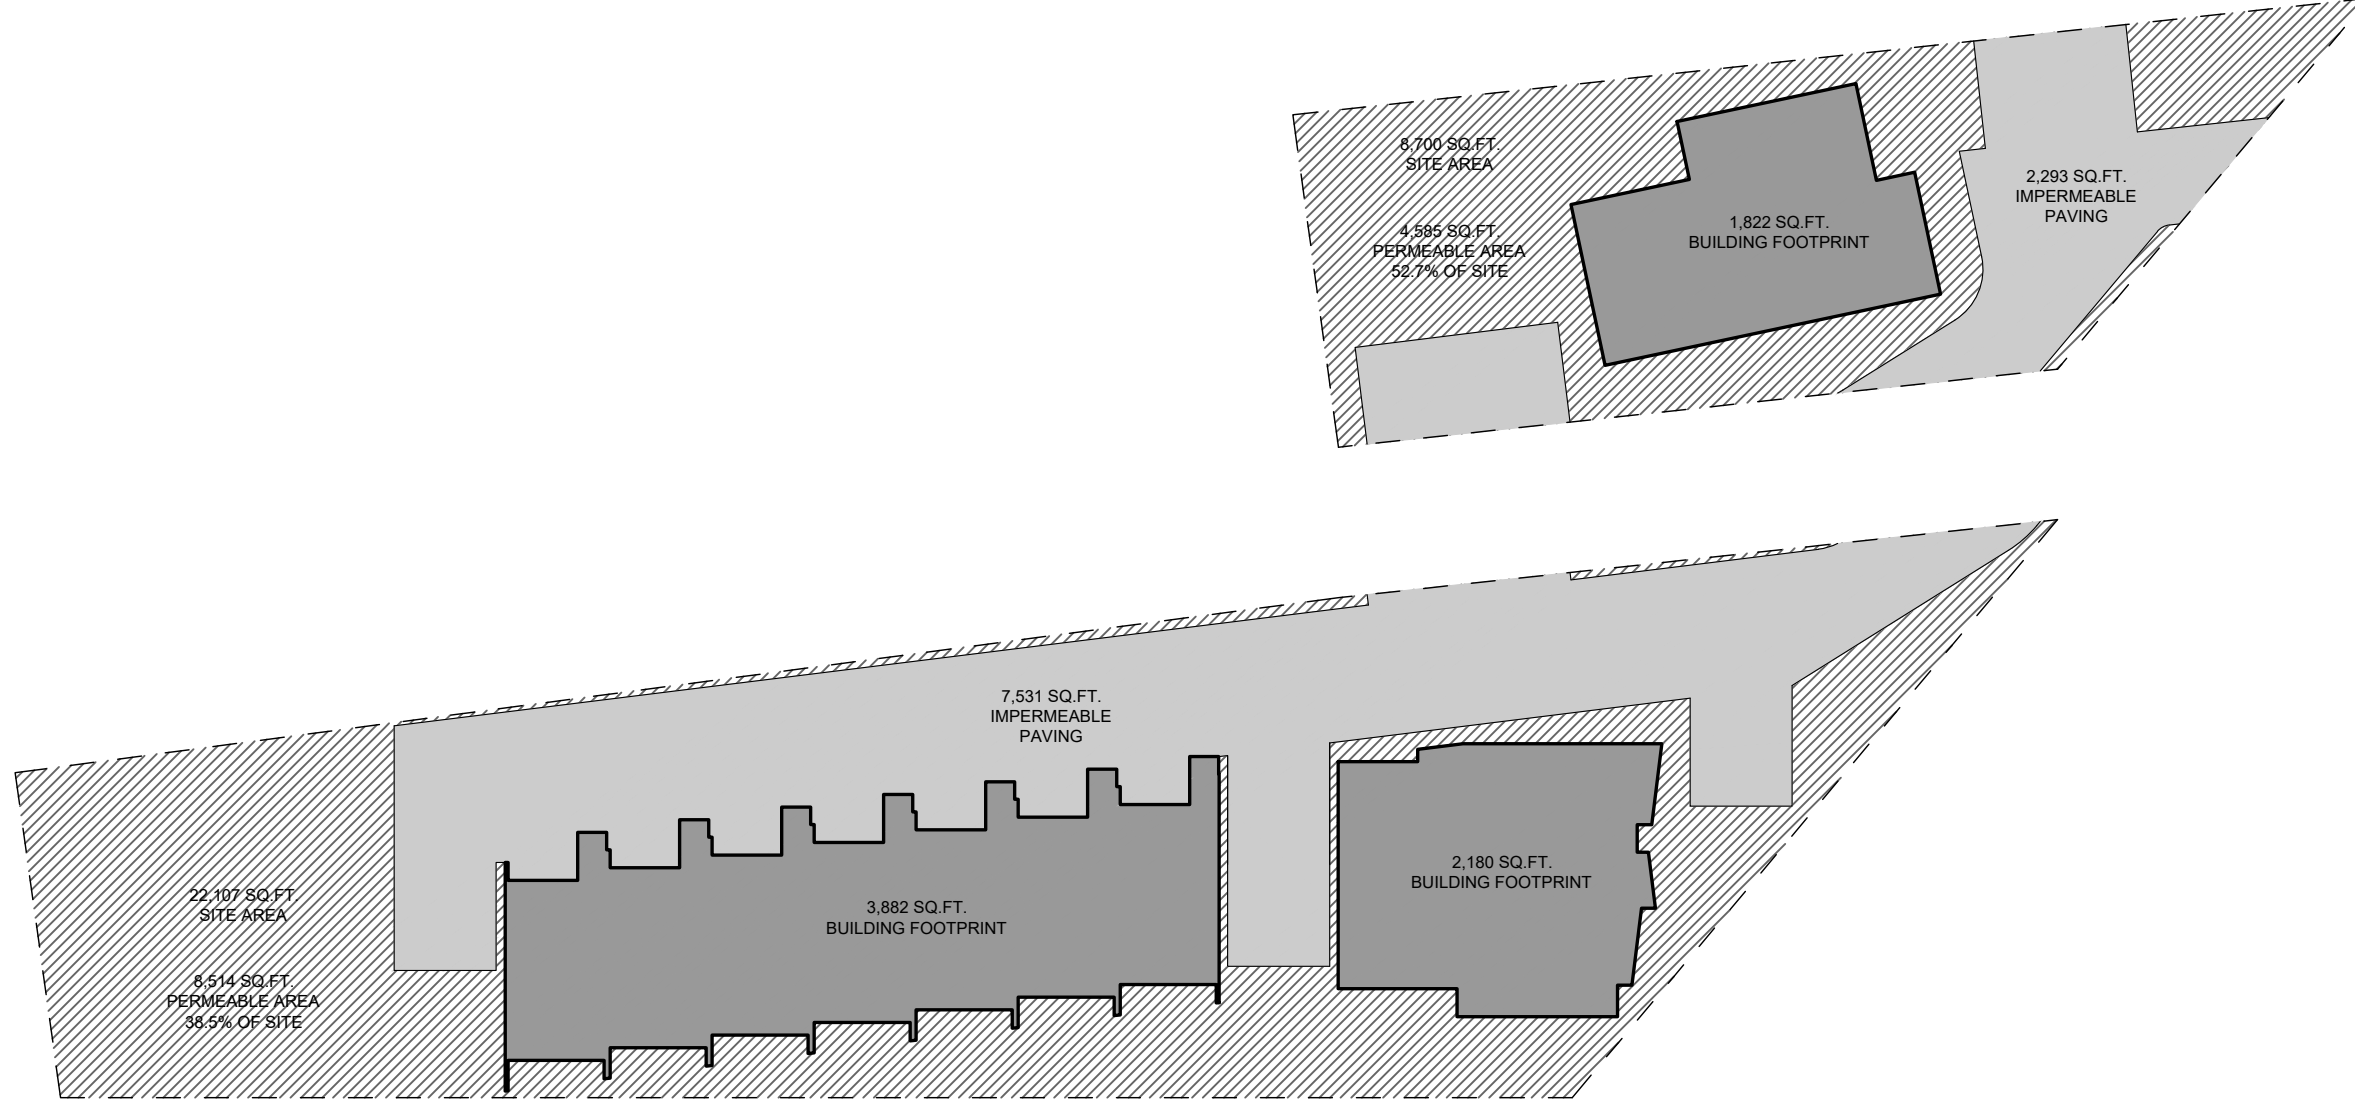 8,700 SQ.FT.
SITE AREA
4,585 SQ.FT.
PERMEABLE AREA
52.7% OF SITE
1,822 SQ.FT.
BUILDING FOOTPRINT
2,293 SQ.FT.
IMPERMEABLE
PAVING
7,531 SQ.FT.
IMPERMEABLE
PAVING
22,107 SQ.FT.
SITE AREA
8,514 SQ.FT.
PERMEABLE AREA
38.5% OF SITE
3,882 SQ.FT.
BUILDING FOOTPRINT
2,180 SQ.FT.
BUILDING FOOTPRINT